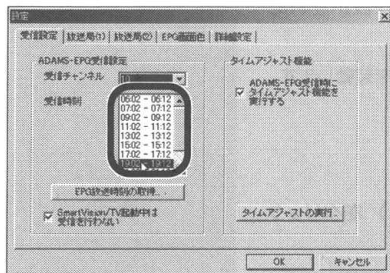 設定
受信設定 放送局(1) 放送局(2) EPG画面色 詳細設定
ADAMS-EPG受信設定
受信チャンネル
受信時刻
06:02 - 06:12
07:02 - 07:12
09:02 - 09:12
11:02 - 11:12
13:02 - 13:12
15:02 - 15:12
17:02 - 17:12
EPG放送時刻の取得...
SmartVision/TV起動中は
受信を行わない
タイムアジャスト機能
ADAMS-EPG受信時に
タイムアジャスト機能を
実行する
タイムアジャストの実行...
OK キャンセル